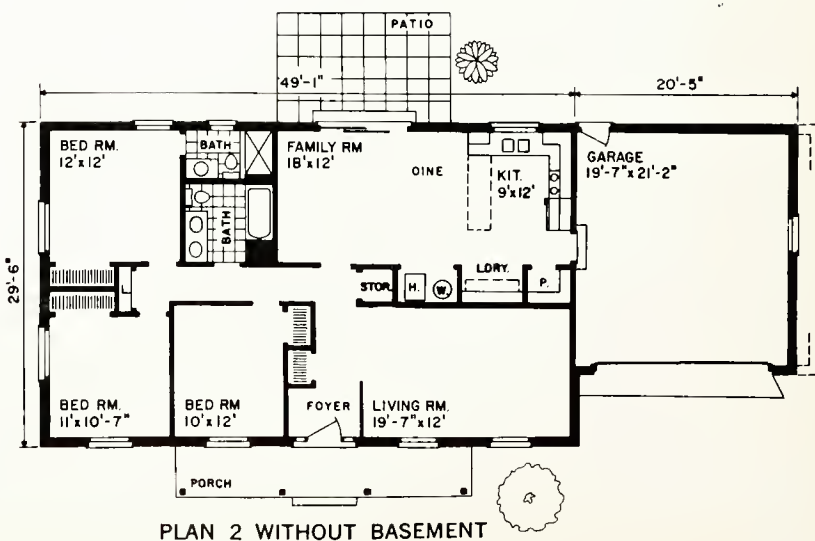 PATIO
49'-1"
20'-5"
BED RM.
12'x12'
BATH
FAMILY RM
18'x12'
OINE
KIT.
9'x12'
GARAGE
19'-7"x21'-2"
BATH
29'-6"
L
STOR.
H.
W.
LDRY.
P.
BED RM.
11'x10'-7"
BED RM
10'x12'
FOYER
LIVING RM.
19'-7"x12'
PORCH
PLAN 2 WITHOUT BASEMENT